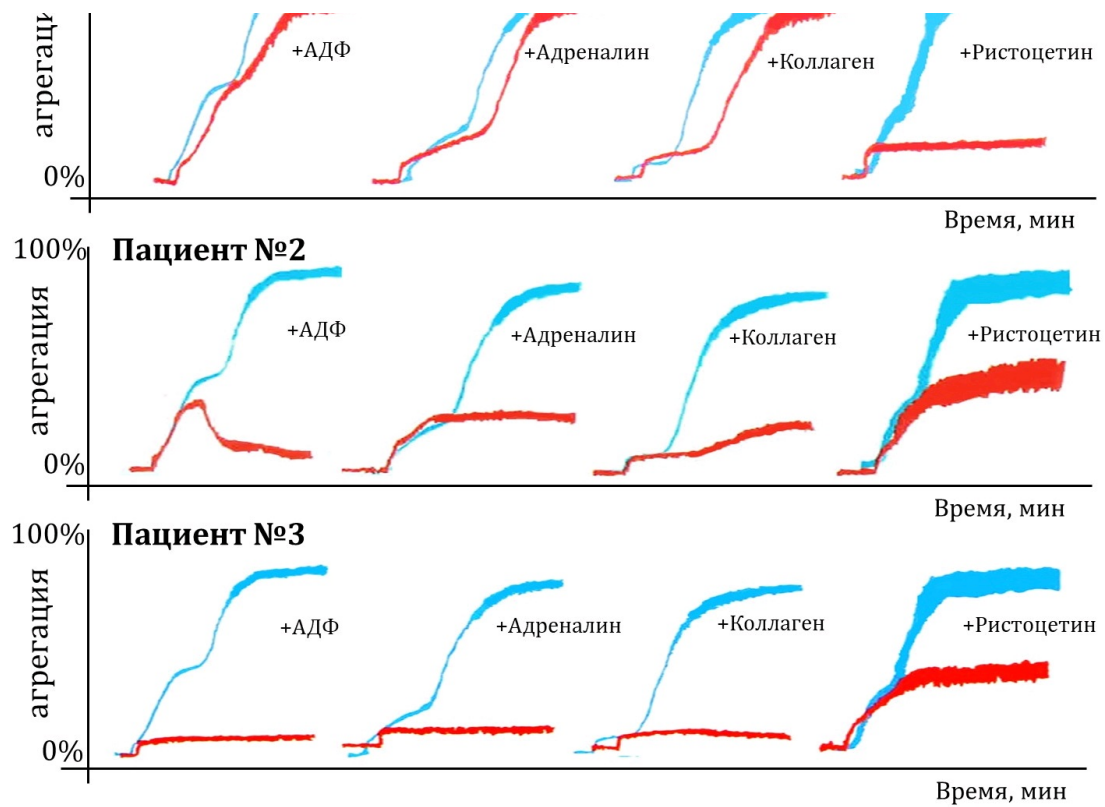 +АДФ
+Адреналин
+Коллаген
+Ристоцетин
0%
Время, мин
100%
Пациент №2
агрегация
+АДФ
+Адреналин
+Коллаген
+Ристоцетин
0%
Время, мин
100%
Пациент №3
агрегация
+АДФ
+Адреналин
+Коллаген
+Ристоцетин
0%
Время, мин